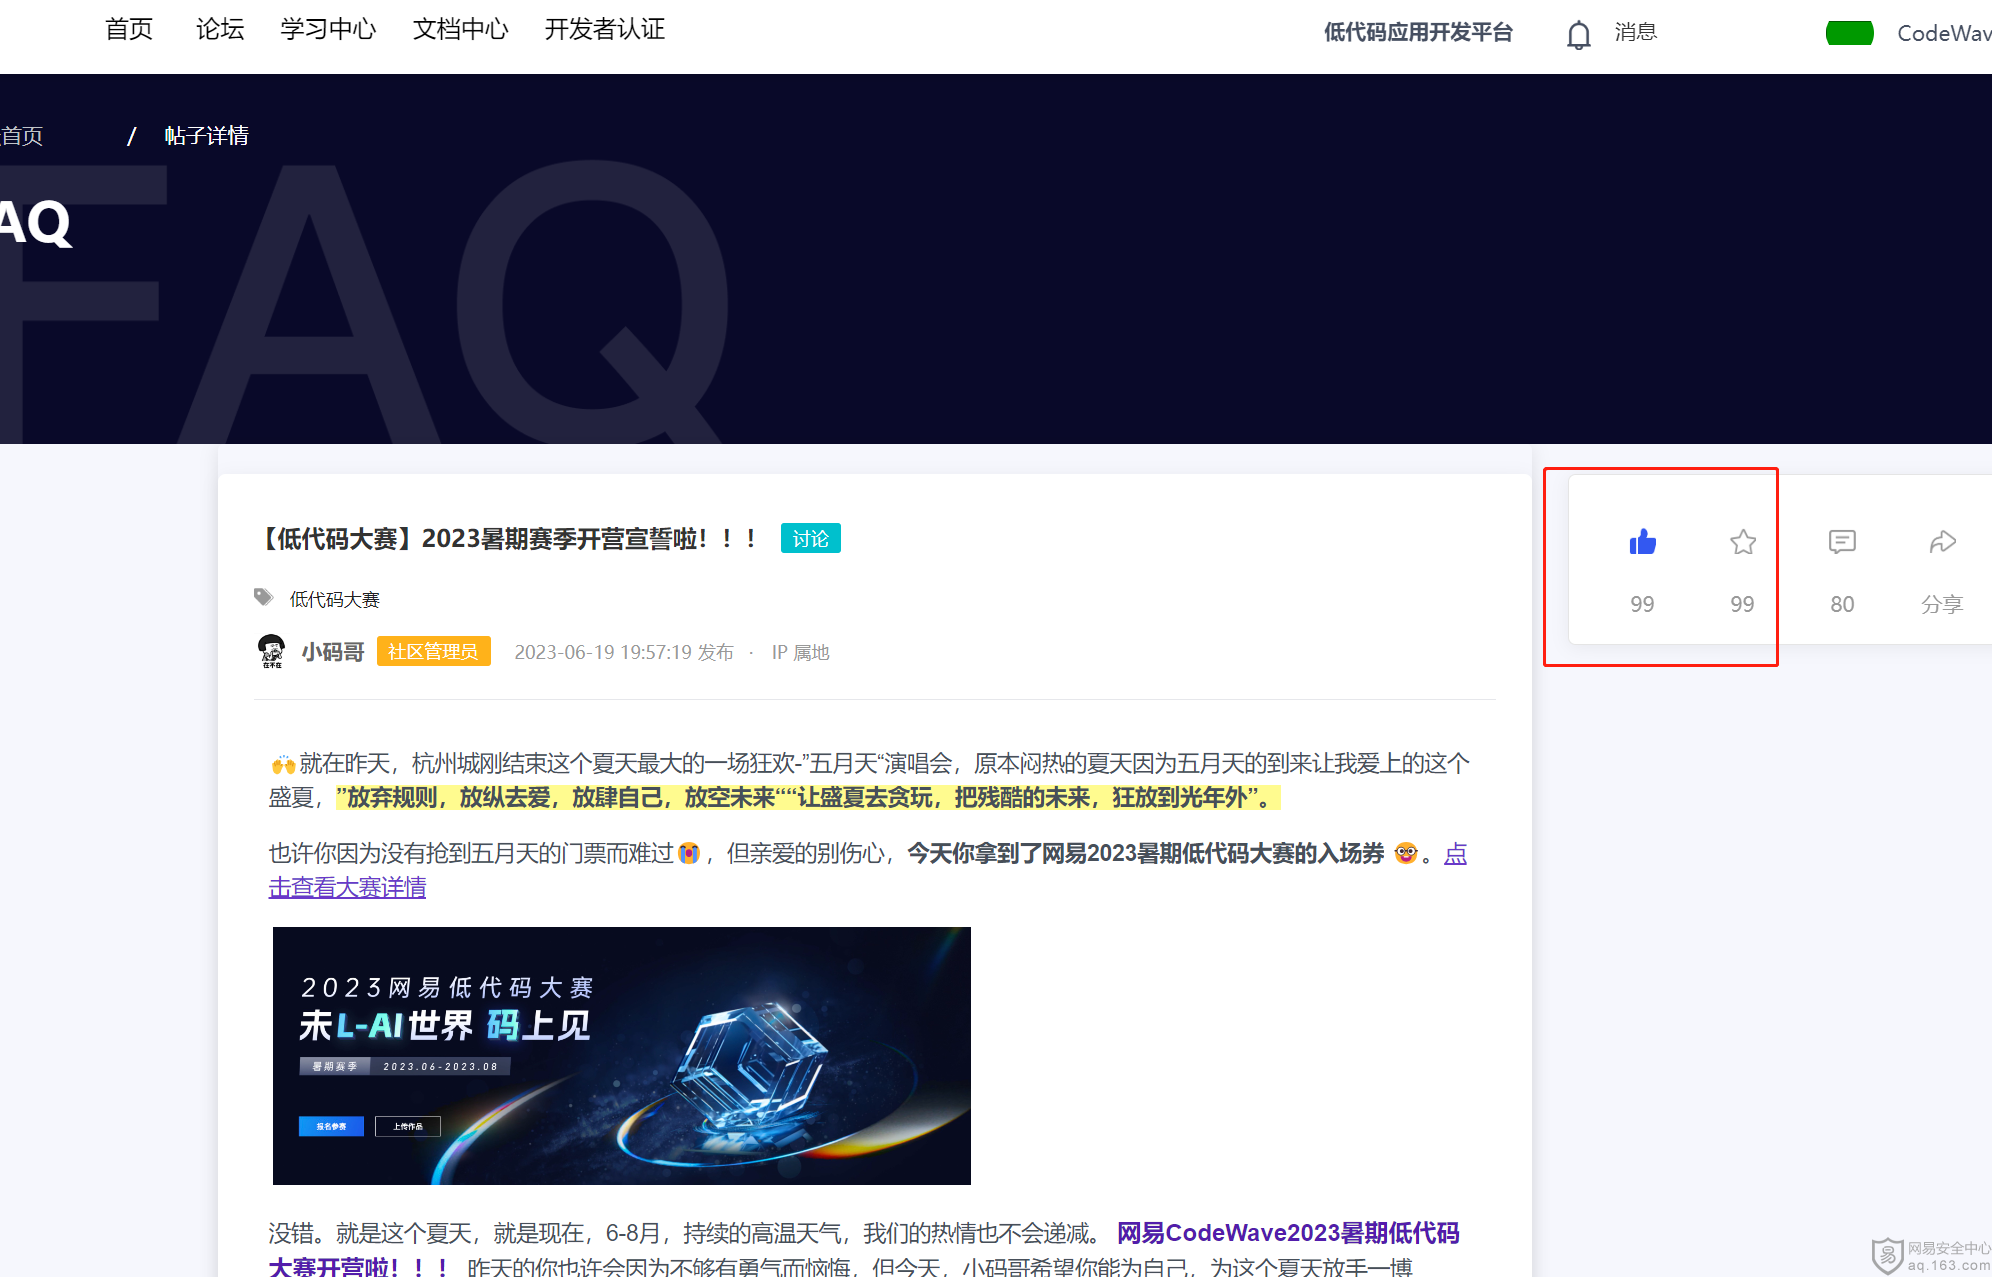 首页 论坛 学习中心 文档中心 开发者认证 低代码应用开发平台 消息 CodeWav
首页 / 帖子详情
AQ
FAQ
【低代码大赛】2023暑期赛季开营宣誓啦！！！ 讨论
低代码大赛
在不在
小码哥 社区管理员 2023-06-19 19:57:19 发布 · IP 属地
99 99 80 分享
🙌就在昨天，杭州城刚结束这个夏天最大的一场狂欢-”五月天“演唱会，原本闷热的夏天因为五月天的到来让我爱上的这个
盛夏，”放弃规则，放纵去爱，放肆自己，放空未来““让盛夏去贪玩，把残酷的未来，狂放到光年外”。
也许你因为没有抢到五月天的门票而难过😭，但亲爱的别伤心，今天你拿到了网易2023暑期低代码大赛的入场券 🤓。点
击查看大赛详情
2023网易低代码大赛
未L-AI世界 码上见
暑期赛季 2023.06-2023.08
报名参赛 上传作品
没错。就是这个夏天，就是现在，6-8月，持续的高温天气，我们的热情也不会递减。 网易CodeWave2023暑期低代码
大赛开营啦！！！ 昨天的你也许会因为不够有勇气而恼悔，但今天，小码哥希望你能为自己，为这个夏天放手一博
易 网易安全中心
aq.163.com